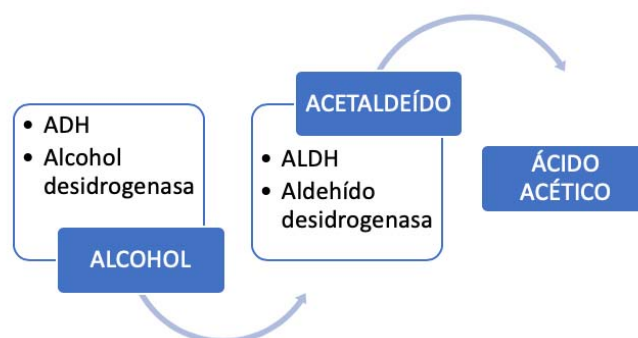 • ADH
• Alcohol
desidrogenasa
ALCOHOL
ACETALDEÍDO
• ALDH
• Aldehído
desidrogenasa
ÁCIDO
ACÉTICO